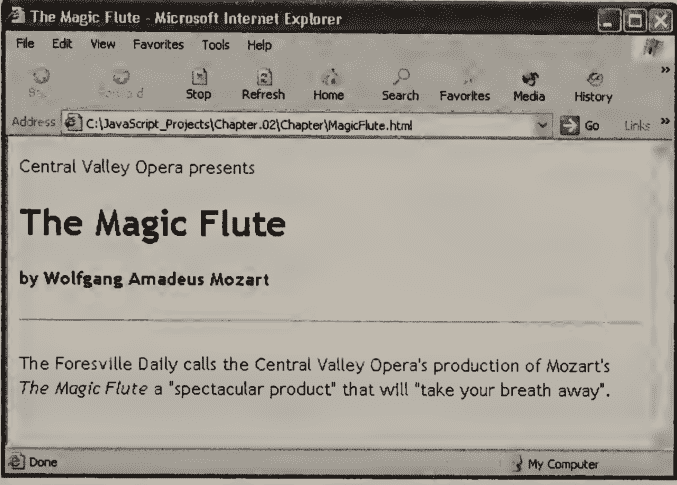 The Magic Flute - Microsoft Internet Explorer
File Edit View Favorites Tools Help
Stop Refresh Home Search Favorites Media History »
Address C:\JavaScript_Projects\Chapter.02\Chapter\MagicFlute.html Go Links »
Central Valley Opera presents
The Magic Flute
by Wolfgang Amadeus Mozart
The Foresville Daily calls the Central Valley Opera's production of Mozart's
The Magic Flute a "spectacular product" that will "take your breath away".
Done My Computer